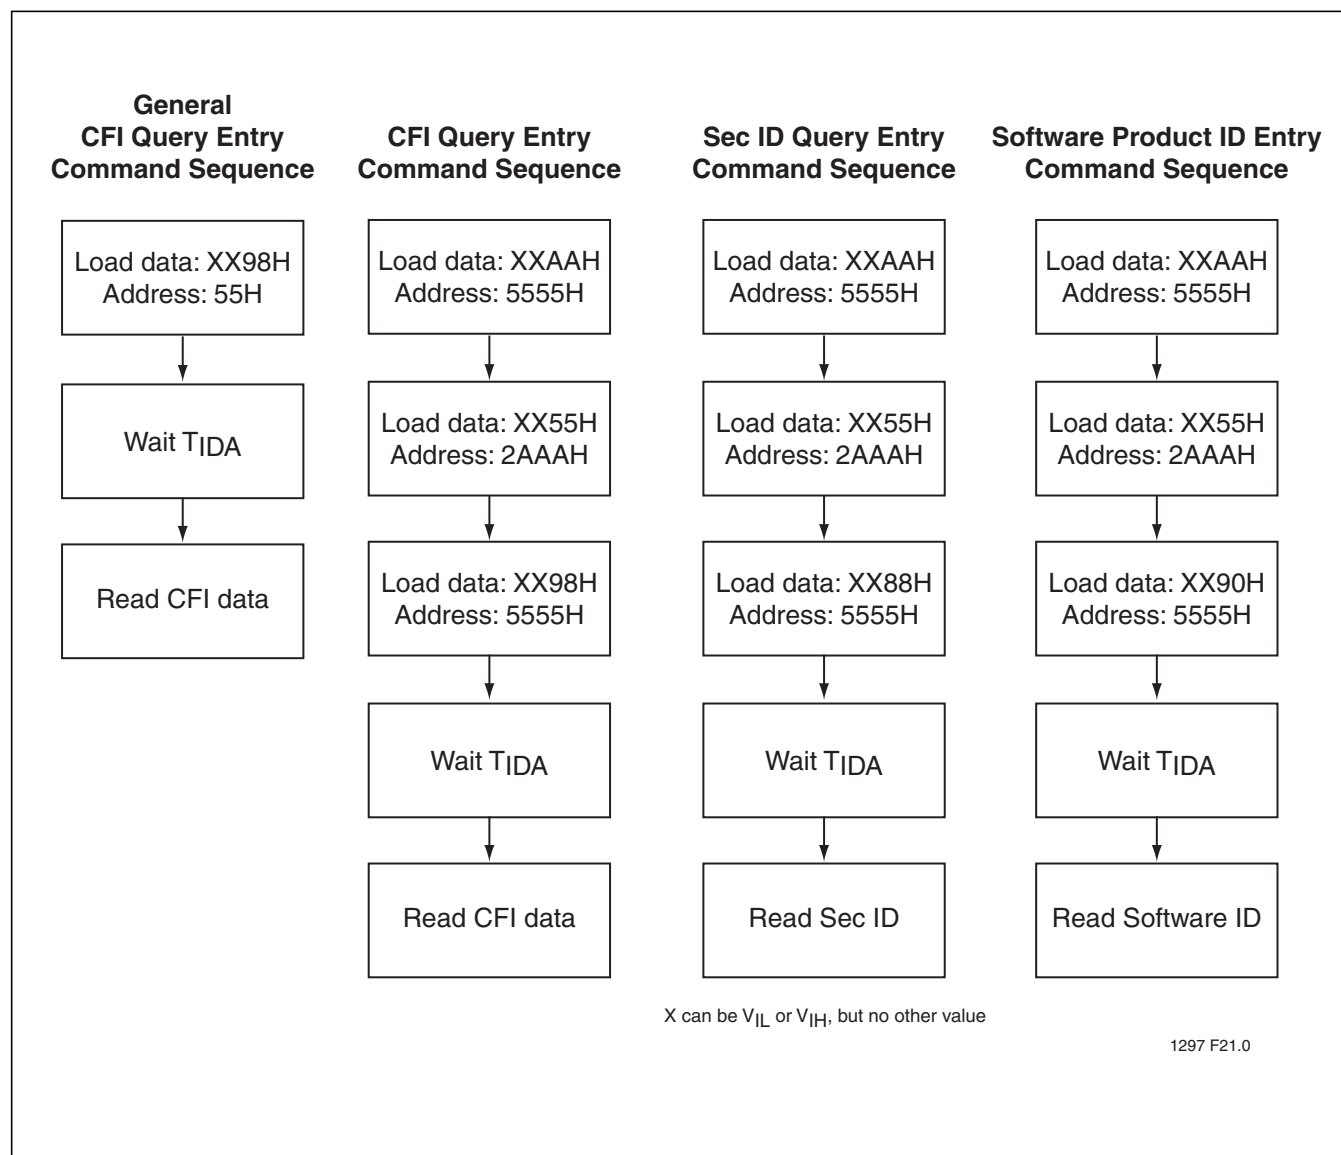 General
CFI Query Entry
Command Sequence
Load data: XX98H
Address: 55H
Wait TIDA
Read CFI data
CFI Query Entry
Command Sequence
Load data: XXAAH
Address: 5555H
Load data: XX55H
Address: 2AAAH
Load data: XX98H
Address: 5555H
Wait TIDA
Read CFI data
Sec ID Query Entry
Command Sequence
Load data: XXAAH
Address: 5555H
Load data: XX55H
Address: 2AAAH
Load data: XX88H
Address: 5555H
Wait TIDA
Read Sec ID
Software Product ID Entry
Command Sequence
Load data: XXAAH
Address: 5555H
Load data: XX55H
Address: 2AAAH
Load data: XX90H
Address: 5555H
Wait TIDA
Read Software ID
X can be VIL or VIH, but no other value
1297 F21.0